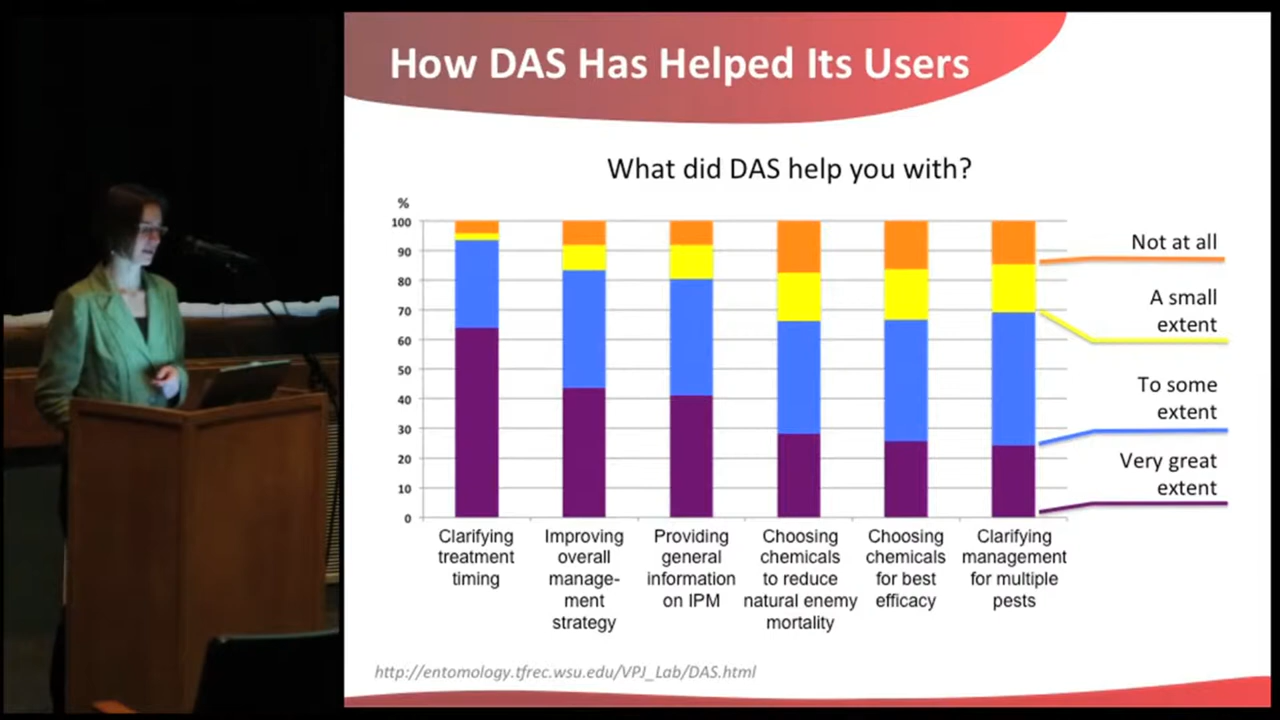 How DAS Has Helped Its Users
What did DAS help you with?
%
100
90
80
70
60
50
40
30
20
10
0
Not at all
A small
extent
To some
extent
Very great
extent
Clarifying
treatment
timing
Improving
overall
manage-
ment
strategy
Providing
general
information
on IPM
Choosing
chemicals
to reduce
natural enemy
mortality
Choosing
chemicals
for best
efficacy
Clarifying
management
for multiple
pests
http://entomology.tfrec.wsu.edu/VPJ_Lab/DAS.html